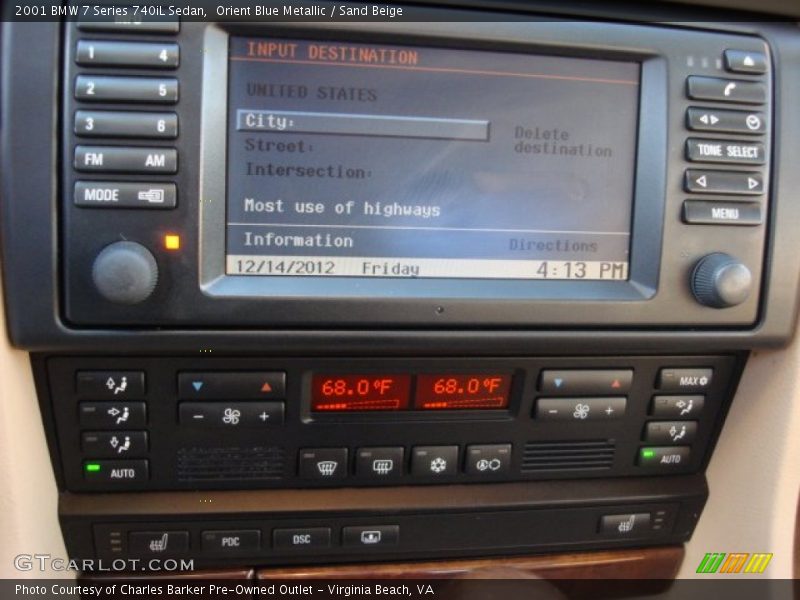 2001 BMW 7 Series 740iL Sedan,  Orient Blue Metallic / Sand Beige
1 4
2 5
3 6
FM AM
MODE
INPUT DESTINATION
UNITED STATES
City:
Street:
Intersection:
Delete
destination
Most use of highways
Information Directions
12/14/2012 Friday 4:13 PM
TONE SELECT
MENU
68.0°F 68.0°F
MAX
- +
- +
AUTO
AUTO
PDC
DSC
GTCARLOT.COM
Photo Courtesy of Charles Barker Pre-Owned Outlet - Virginia Beach, VA